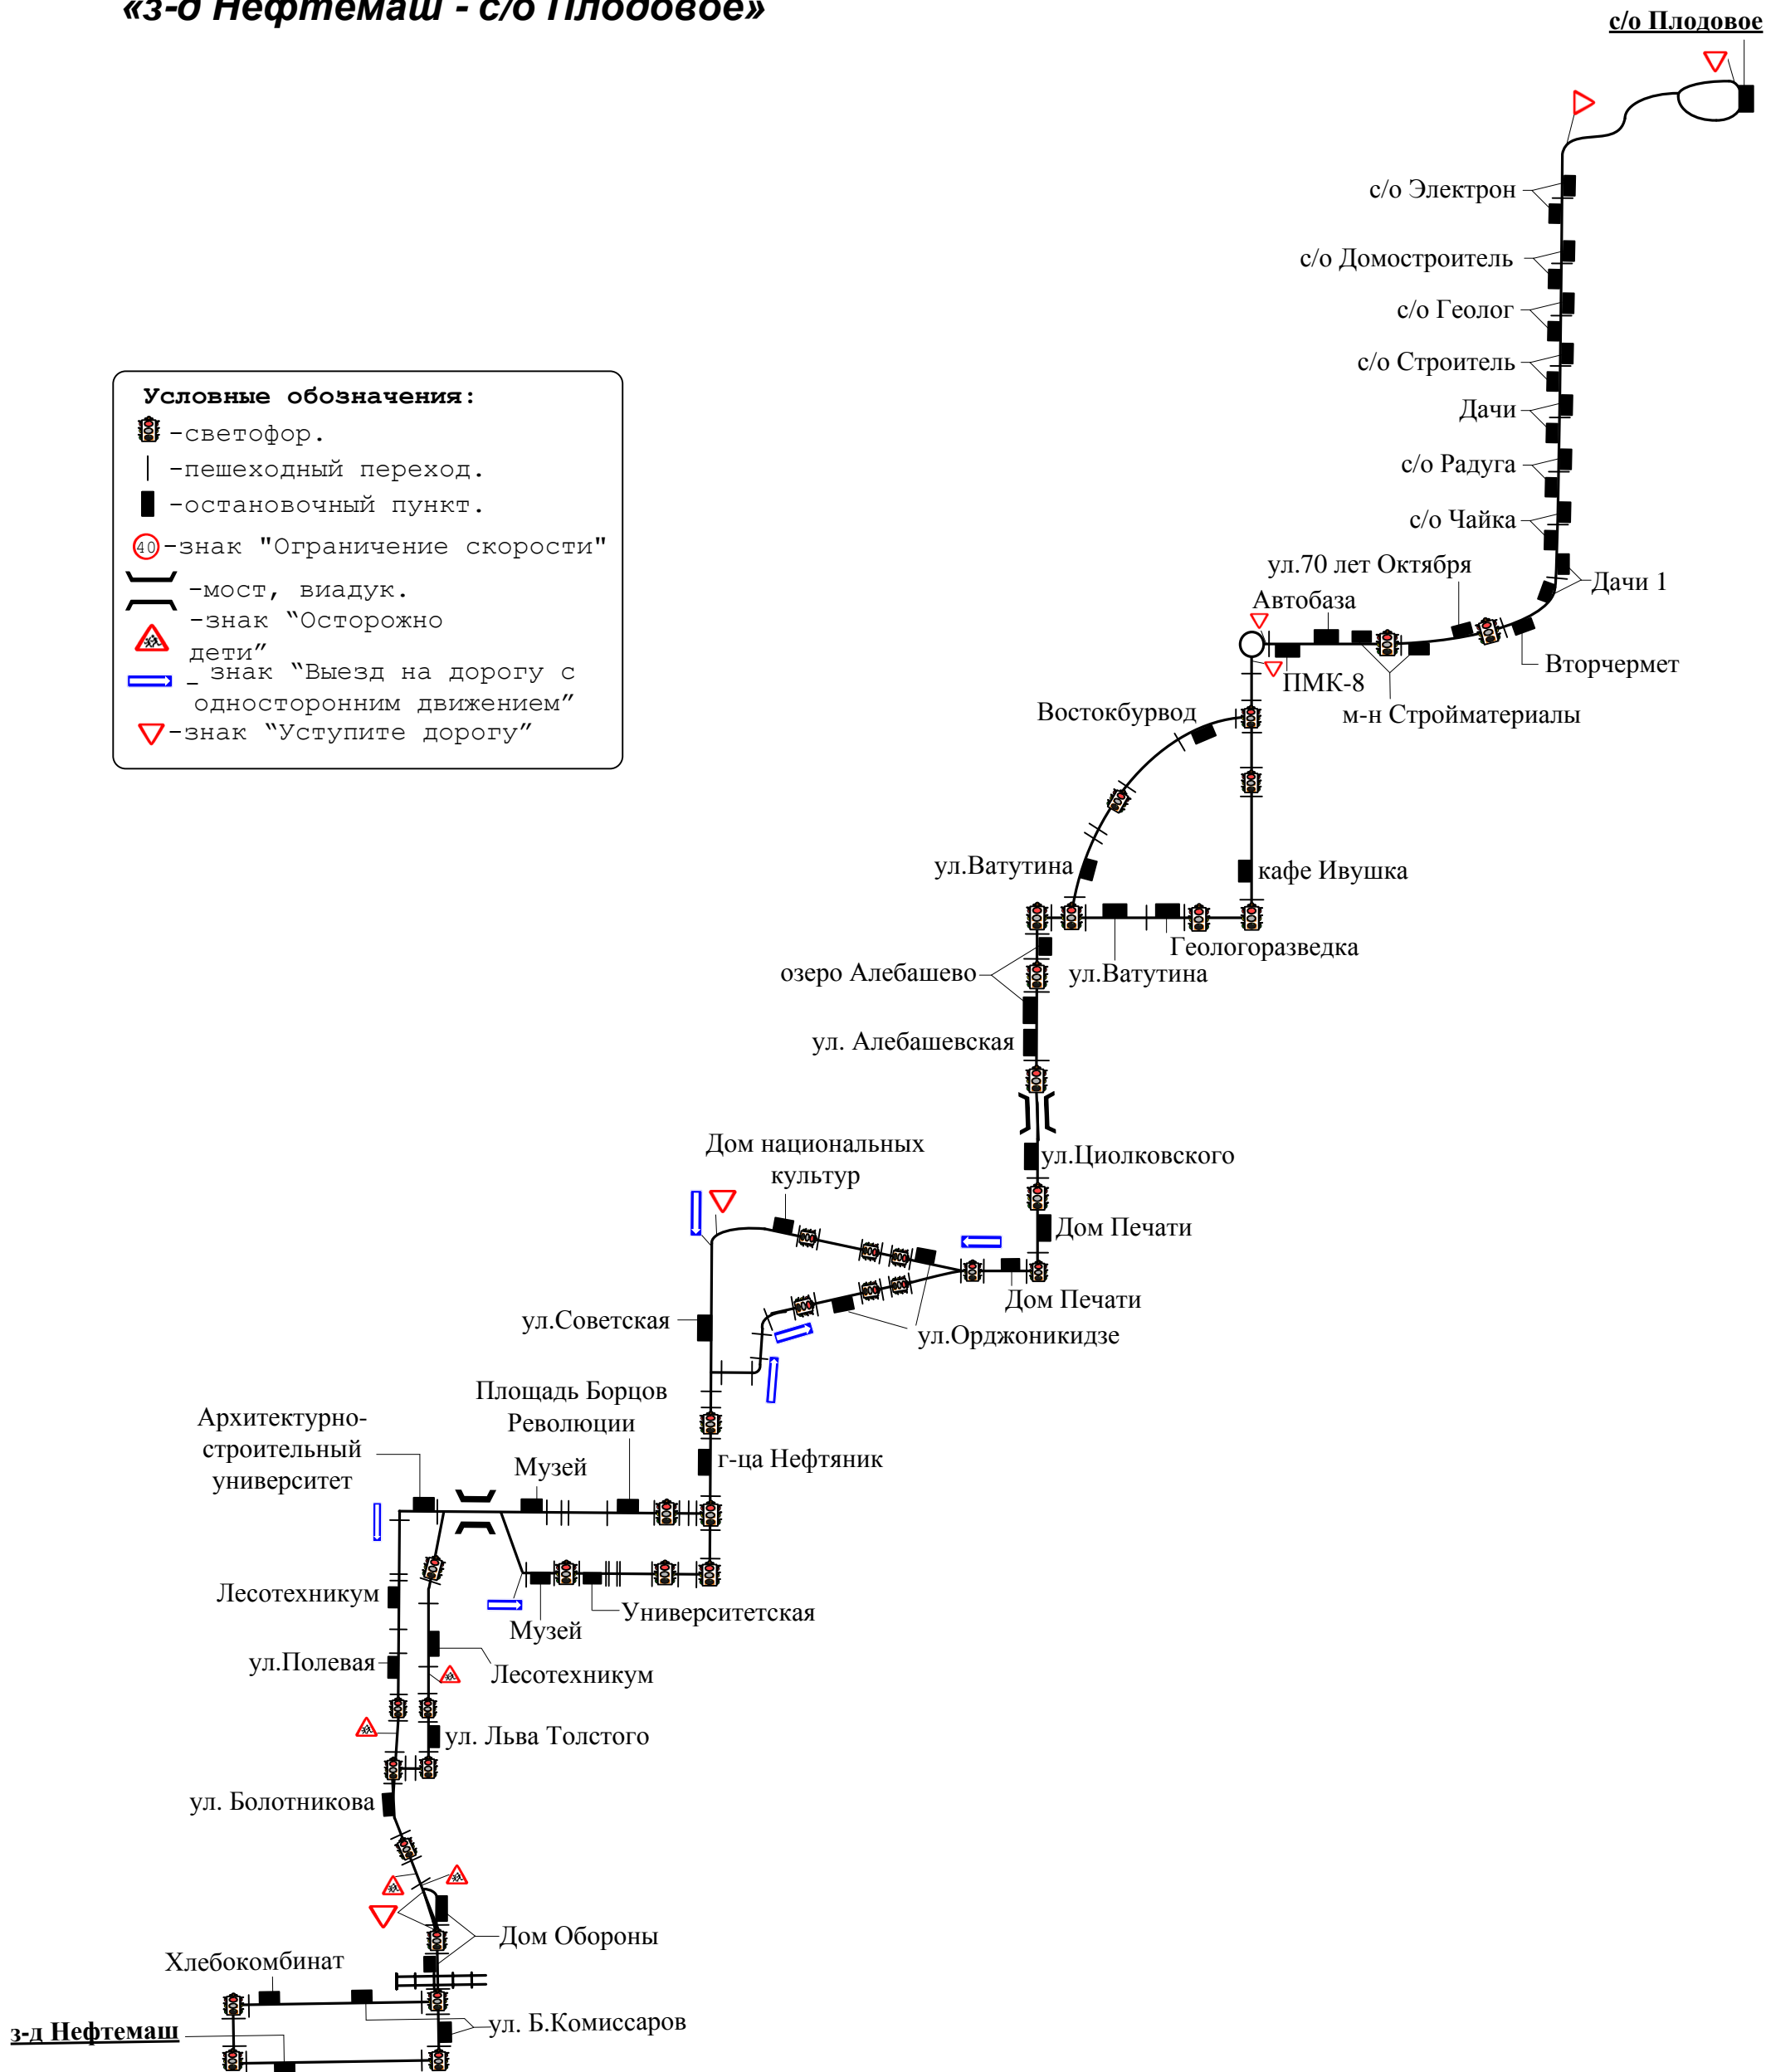 «з-д Нефтемаш - с/о Плодовое»
с/о Плодовое
с/о Электрон
с/о Домостроитель
с/о Геолог
с/о Строитель
Дачи
с/о Радуга
с/о Чайка
ул.70 лет Октября
Дачи 1
Автобаза
Вторчермет
ПМК-8
м-н Стройматериалы
Условные обозначения:
-светофор.
-пешеходный переход.
-остановочный пункт.
40 -знак "Ограничение скорости"
-мост, виадук.
-знак “Осторожно
дети”
- знак “Выезд на дорогу с
односторонним движением”
-знак “Уступите дорогу”
Востокбурвод
ул.Ватутина
кафе Ивушка
Геологоразведка
озеро Алебашево
ул.Ватутина
ул. Алебашевская
Дом национальных
культур
ул.Циолковского
Дом Печати
Дом Печати
ул.Советская
ул.Орджоникидзе
Площадь Борцов
Революции
Архитектурно-
строительный
университет
Музей
г-ца Нефтяник
Лесотехникум
Университетская
Музей
ул.Полевая
Лесотехникум
ул. Льва Толстого
ул. Болотникова
Дом Обороны
Хлебокомбинат
ул. Б.Комиссаров
з-д Нефтемаш